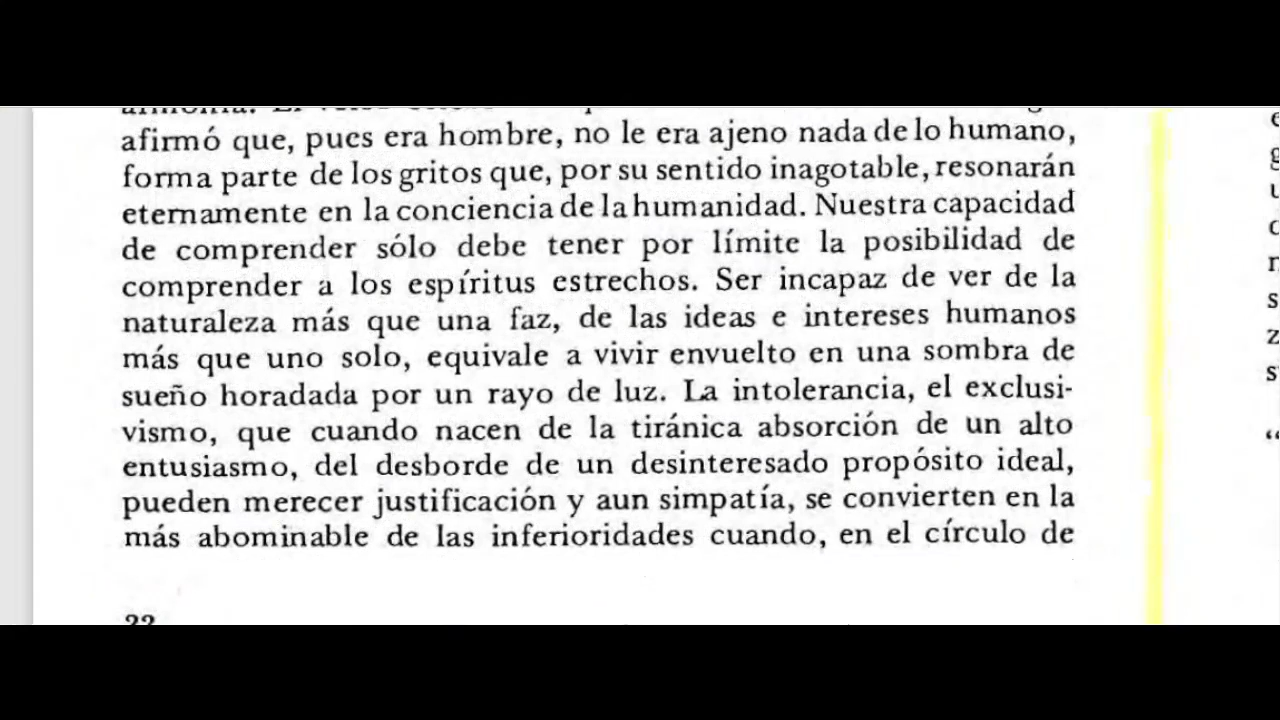 afirmó que, pues era hombre, no le era ajeno nada de lo humano,
forma parte de los gritos que, por su sentido inagotable, resonarán
eternamente en la conciencia de la humanidad. Nuestra capacidad
de comprender sólo debe tener por límite la posibilidad de
comprender a los espíritus estrechos. Ser incapaz de ver de la
naturaleza más que una faz, de las ideas e intereses humanos
más que uno solo, equivale a vivir envuelto en una sombra de
sueño horadada por un rayo de luz. La intolerancia, el exclusi-
vismo, que cuando nacen de la tiránica absorción de un alto
entusiasmo, del desborde de un desinteresado propósito ideal,
pueden merecer justificación y aun simpatía, se convierten en la
más abominable de las inferioridades cuando, en el círculo de